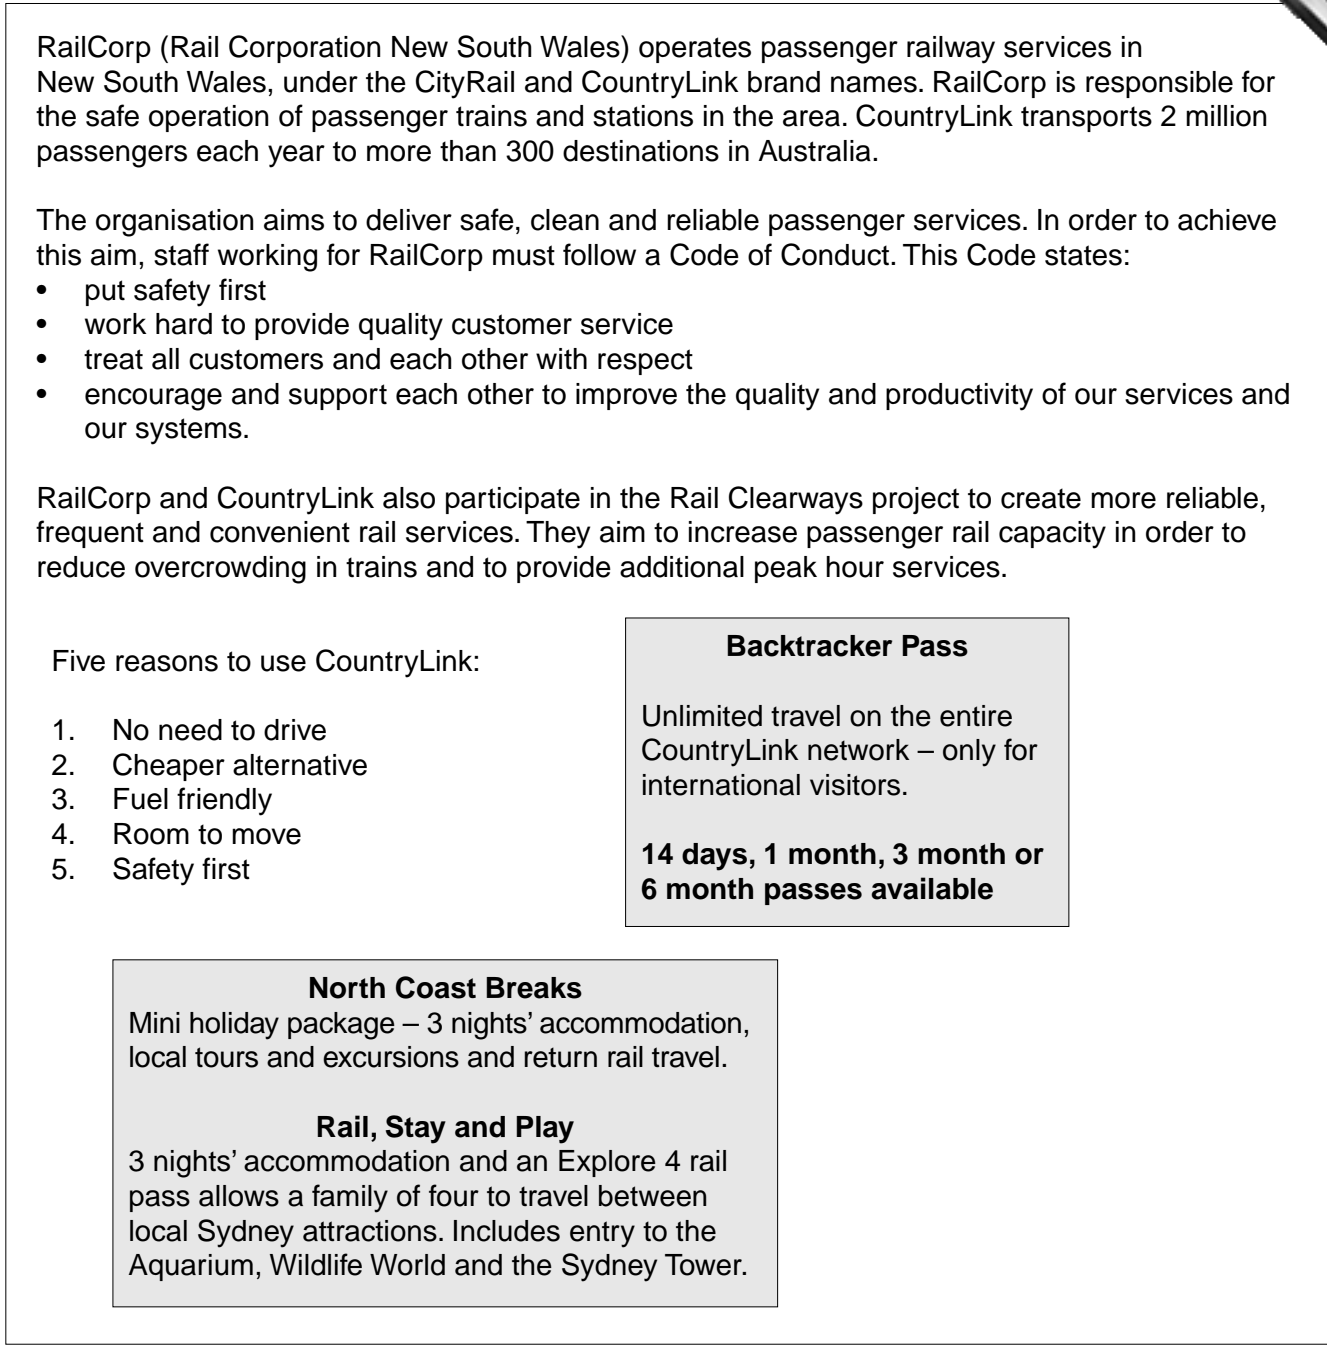 RailCorp (Rail Corporation New South Wales) operates passenger railway services in
New South Wales, under the CityRail and CountryLink brand names. RailCorp is responsible for
the safe operation of passenger trains and stations in the area. CountryLink transports 2 million
passengers each year to more than 300 destinations in Australia.
The organisation aims to deliver safe, clean and reliable passenger services. In order to achieve
this aim, staff working for RailCorp must follow a Code of Conduct. This Code states:
• put safety first
• work hard to provide quality customer service
• treat all customers and each other with respect
• encourage and support each other to improve the quality and productivity of our services and
our systems.
RailCorp and CountryLink also participate in the Rail Clearways project to create more reliable,
frequent and convenient rail services. They aim to increase passenger rail capacity in order to
reduce overcrowding in trains and to provide additional peak hour services.
Five reasons to use CountryLink:
1. No need to drive
2. Cheaper alternative
3. Fuel friendly
4. Room to move
5. Safety first
Backtracker Pass
Unlimited travel on the entire
CountryLink network – only for
international visitors.
14 days, 1 month, 3 month or
6 month passes available
North Coast Breaks
Mini holiday package – 3 nights’ accommodation,
local tours and excursions and return rail travel.
Rail, Stay and Play
3 nights’ accommodation and an Explore 4 rail
pass allows a family of four to travel between
local Sydney attractions. Includes entry to the
Aquarium, Wildlife World and the Sydney Tower.